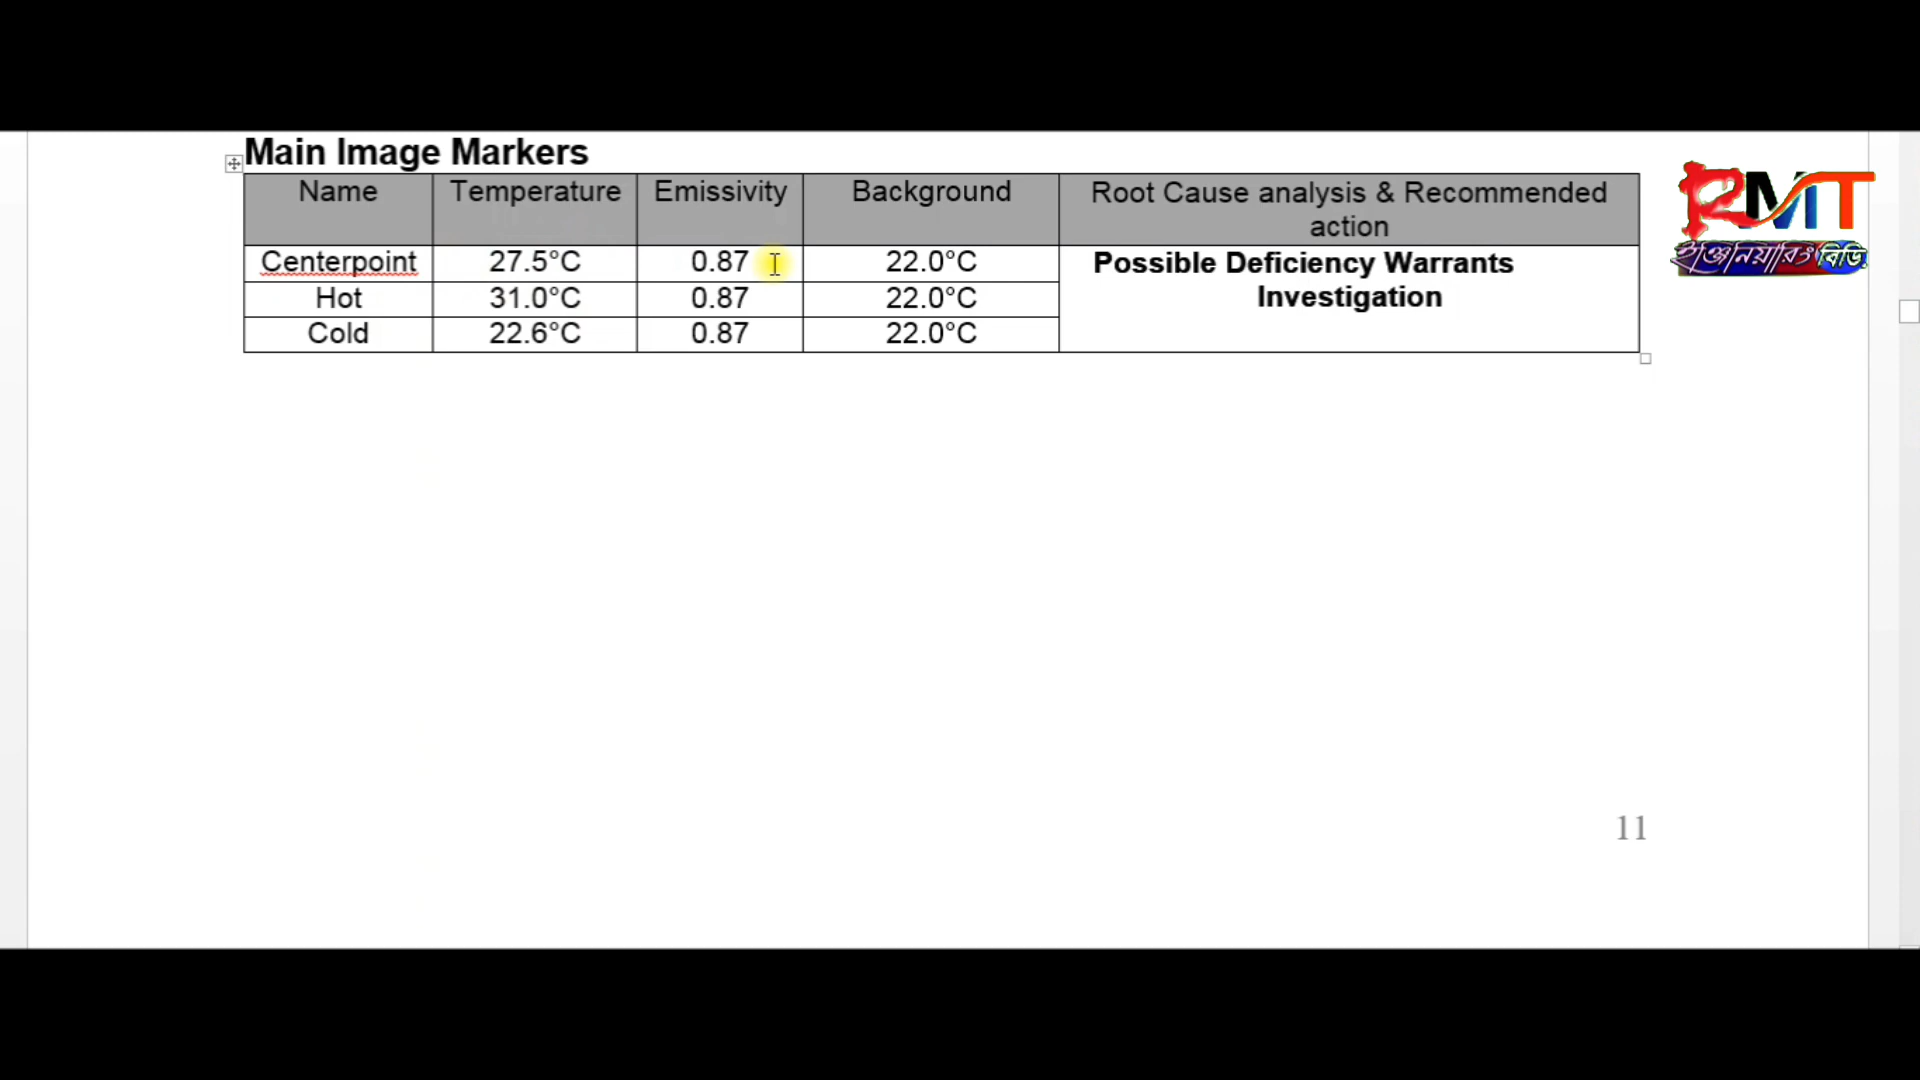 Main Image Markers
Name Temperature Emissivity Background Root Cause analysis & Recommended
action
Centerpoint 27.5°C 0.87 22.0°C Possible Deficiency Warrants
Hot 31.0°C 0.87 22.0°C Investigation
Cold 22.6°C 0.87 22.0°C
RMT
ইঞ্জিনিয়ারিং বিডি
11